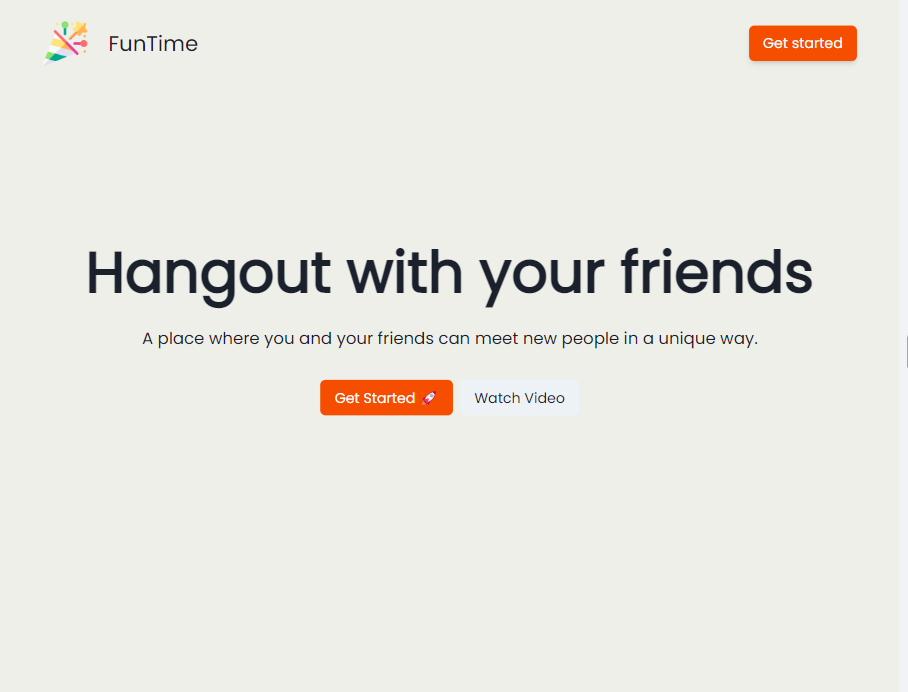 FunTime
Get started
Hangout with your friends
A place where you and your friends can meet new people in a unique way.
Get Started 🚀
Watch Video